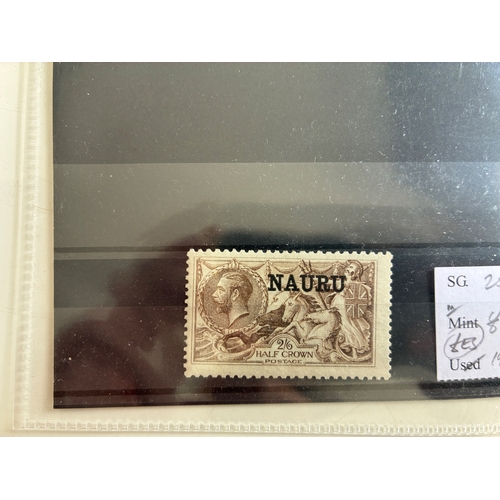 NAURU
2/6
HALF CROWN
POSTAGE
SG.
Mint
Used